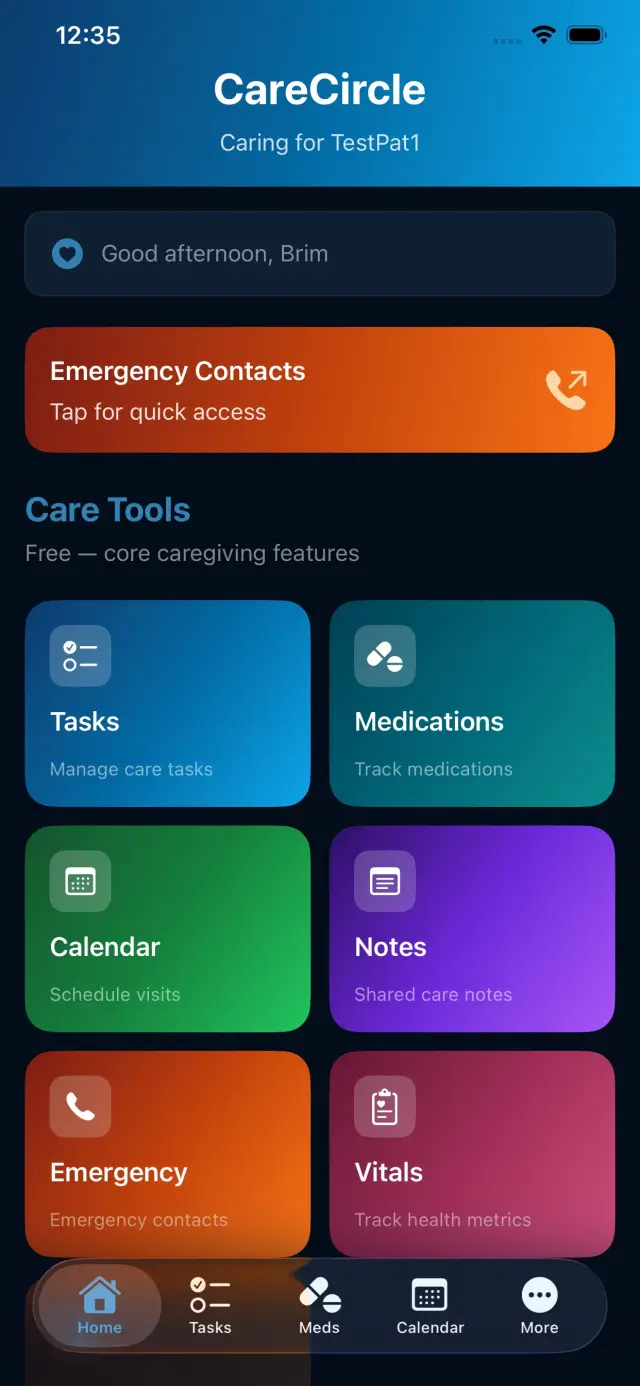 12:35
CareCircle
Caring for TestPat1
Good afternoon, Brim
Emergency Contacts
Tap for quick access
Care Tools
Free — core caregiving features
Tasks
Manage care tasks
Medications
Track medications
Calendar
Schedule visits
Notes
Shared care notes
Emergency
Emergency contacts
Vitals
Track health metrics
Home
Tasks
Meds
Calendar
More